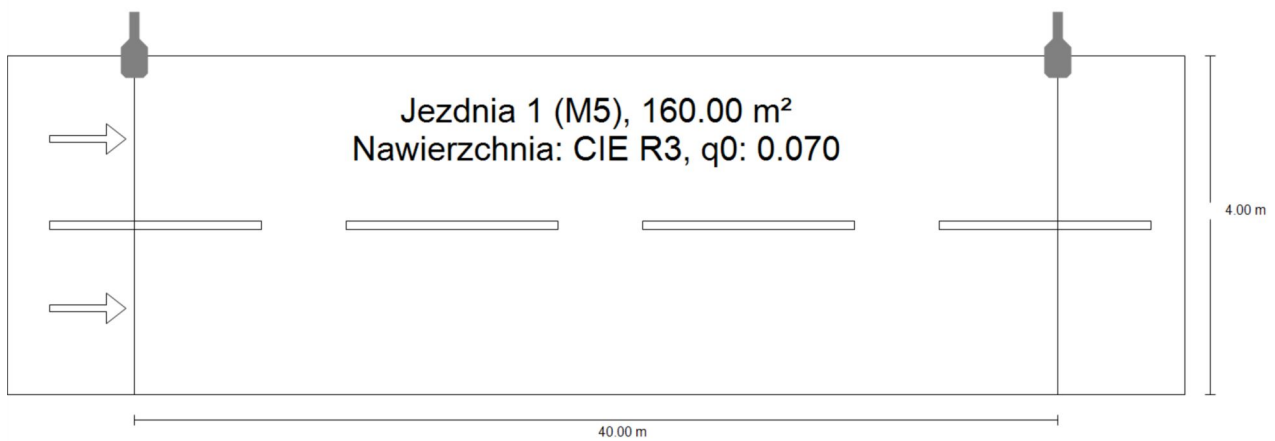 Jezdnia 1 (M5), 160.00 m²
Nawierzchnia: CIE R3, q0: 0.070
4.00 m
40.00 m